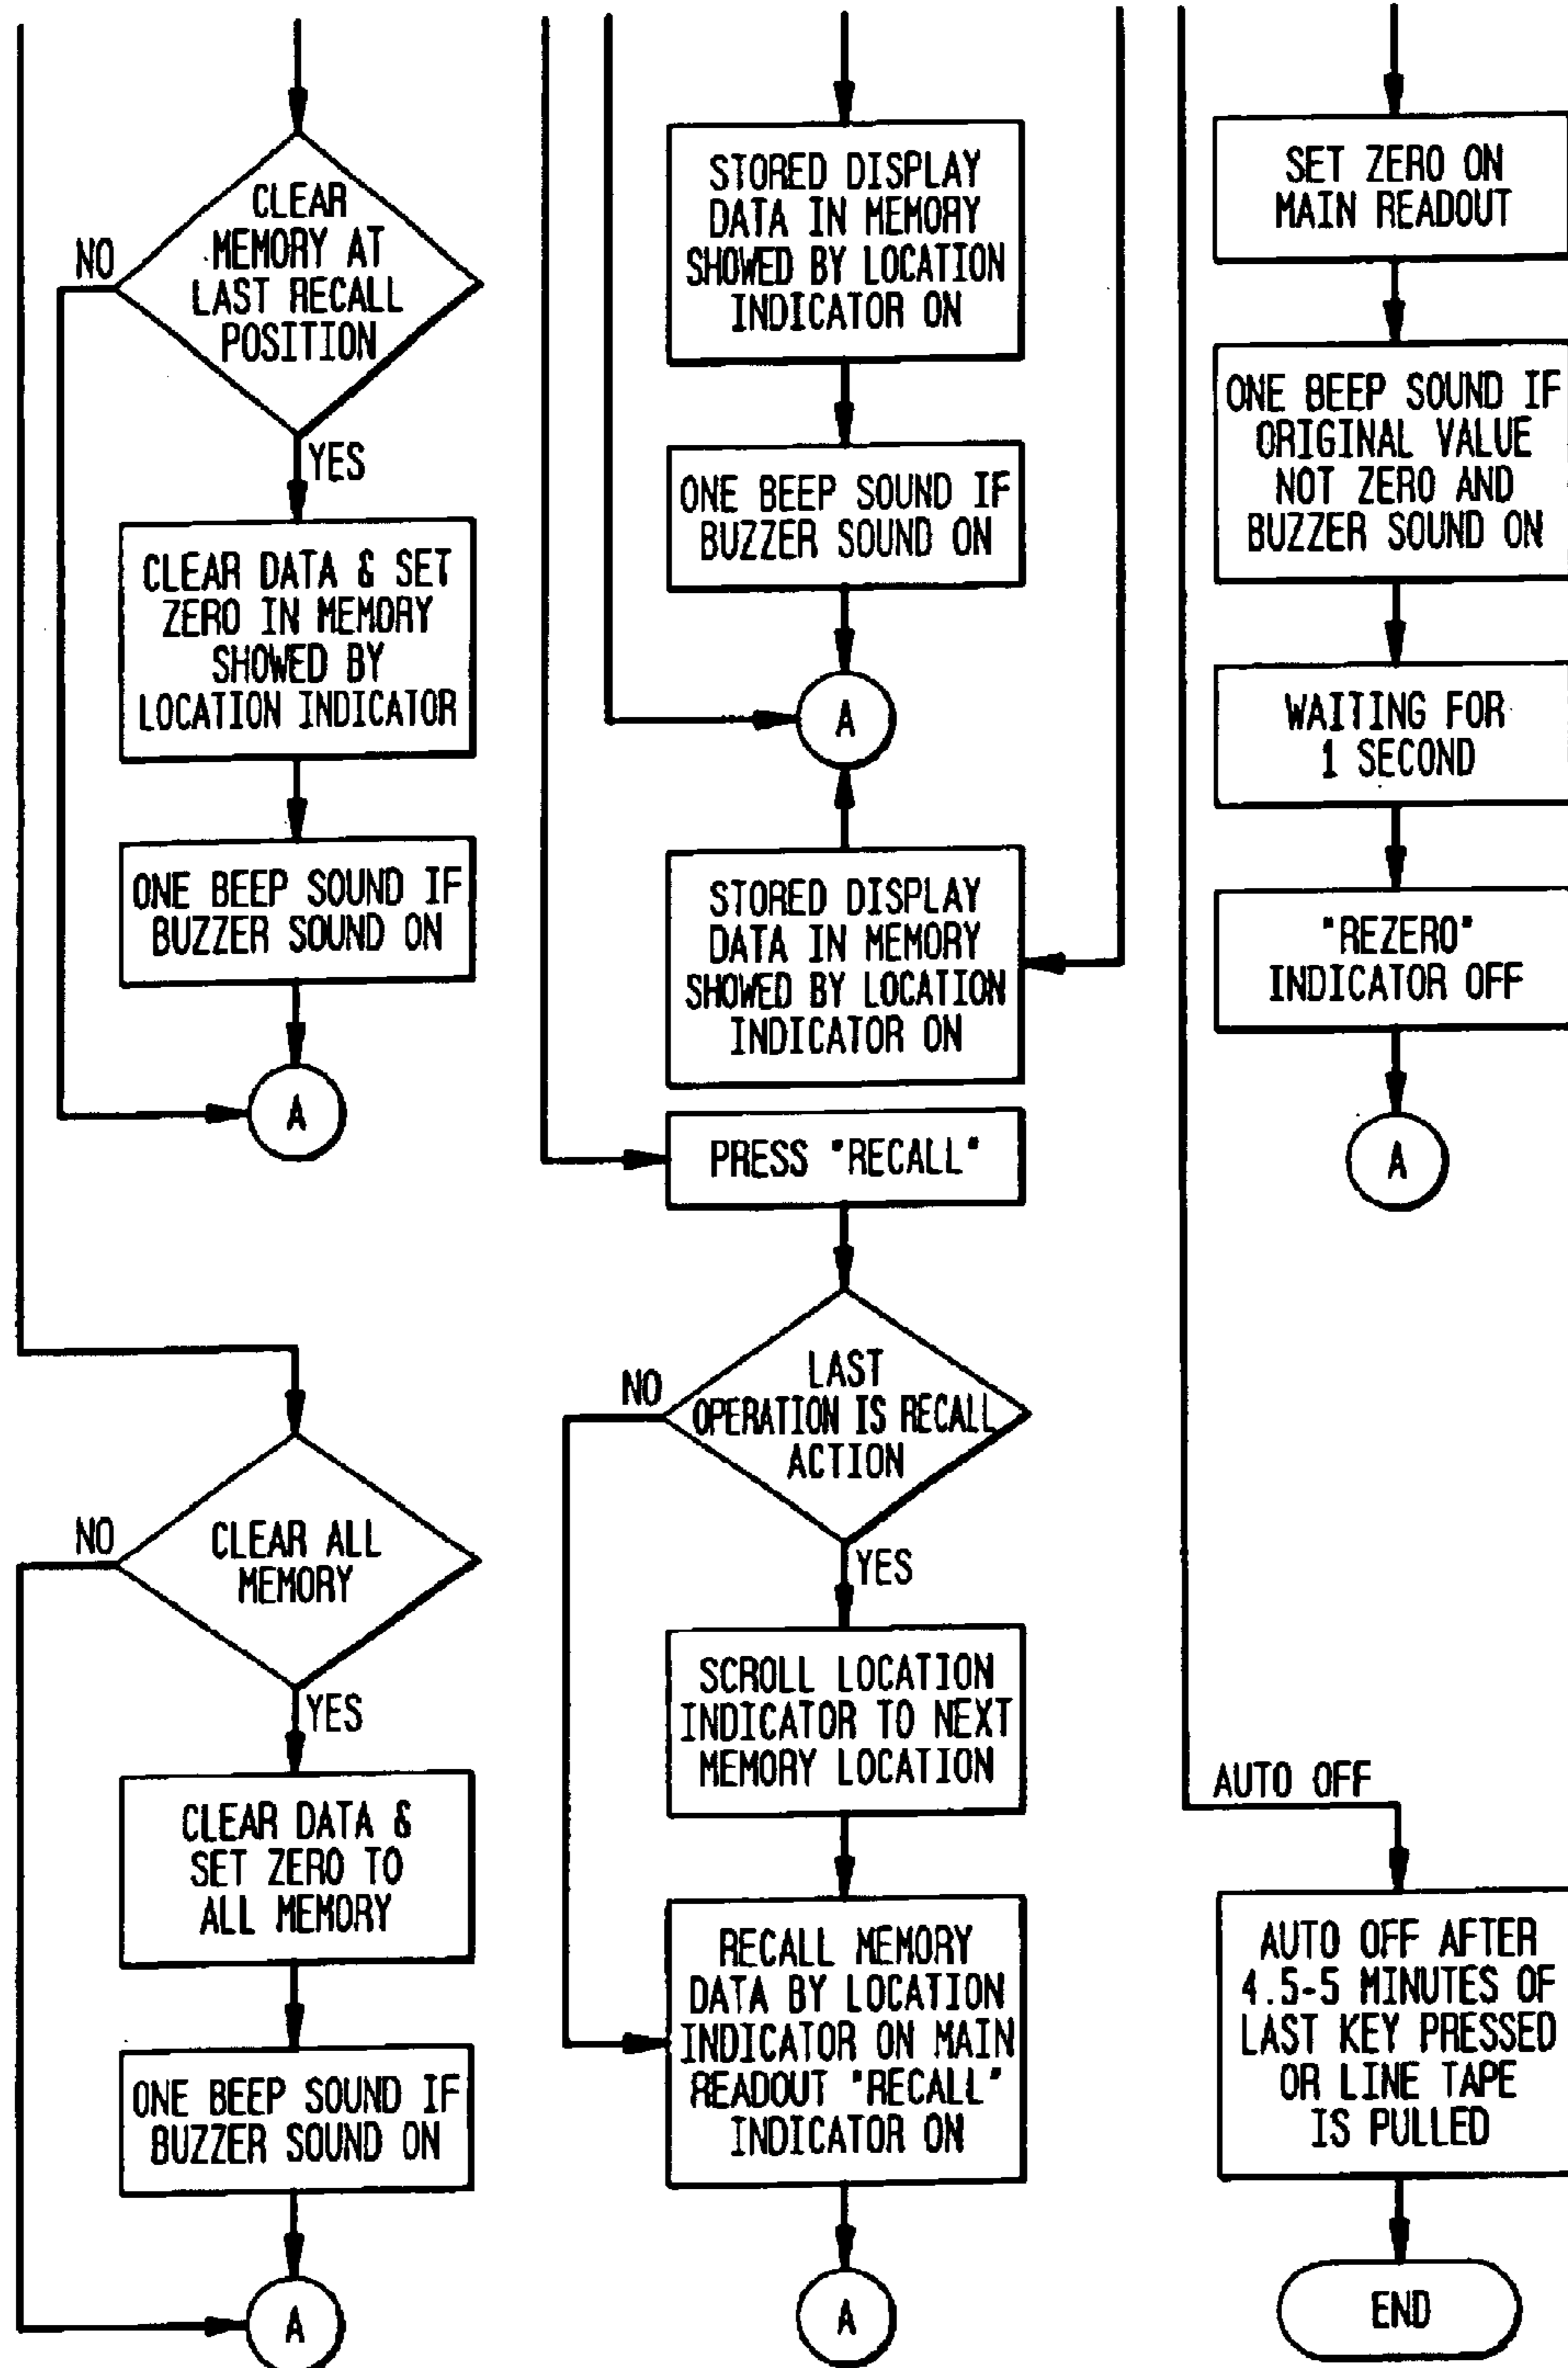 CLEAR
MEMORY AT
LAST RECALL
POSITION
NO
YES
CLEAR DATA & SET
ZERO IN MEMORY
SHOWED BY
LOCATION INDICATOR
ONE BEEP SOUND IF
BUZZER SOUND ON
A
CLEAR ALL
MEMORY
NO
YES
CLEAR DATA &
SET ZERO TO
ALL MEMORY
ONE BEEP SOUND IF
BUZZER SOUND ON
A
STORED DISPLAY
DATA IN MEMORY
SHOWED BY LOCATION
INDICATOR ON
ONE BEEP SOUND IF
BUZZER SOUND ON
A
STORED DISPLAY
DATA IN MEMORY
SHOWED BY LOCATION
INDICATOR ON
PRESS "RECALL"
LAST
OPERATION IS RECALL
ACTION
NO
YES
SCROLL LOCATION
INDICATOR TO NEXT
MEMORY LOCATION
RECALL MEMORY
DATA BY LOCATION
INDICATOR ON MAIN
READOUT "RECALL"
INDICATOR ON
A
SET ZERO ON
MAIN READOUT
ONE BEEP SOUND IF
ORIGINAL VALUE
NOT ZERO AND
BUZZER SOUND ON
WAITING FOR
1 SECOND
"REZERO"
INDICATOR OFF
A
AUTO OFF
AUTO OFF AFTER
4.5-5 MINUTES OF
LAST KEY PRESSED
OR LINE TAPE
IS PULLED
END